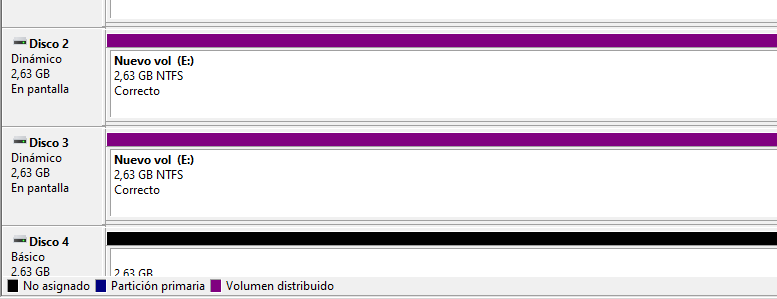 Disco 2
Dinámico
2,63 GB
En pantalla
Nuevo vol (E:)
2,63 GB NTFS
Correcto
Disco 3
Dinámico
2,63 GB
En pantalla
Nuevo vol (E:)
2,63 GB NTFS
Correcto
Disco 4
Básico
2,63 GB
2,63 GB
No asignado Partición primaria Volumen distribuido